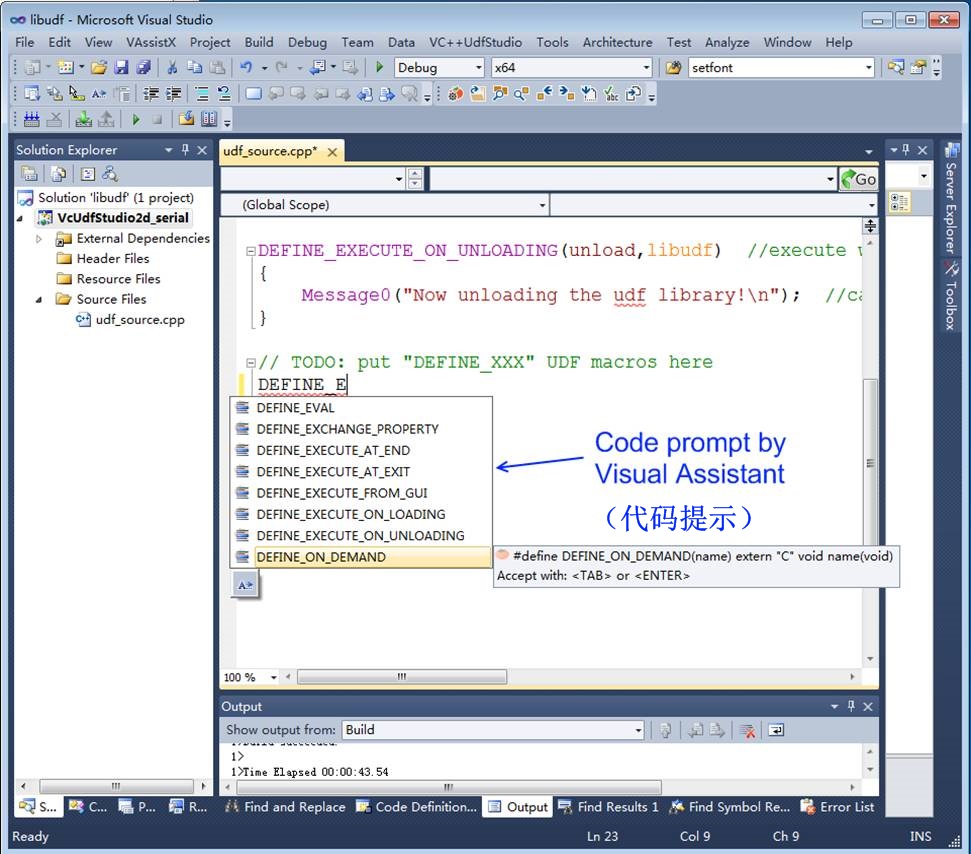 libudf - Microsoft Visual Studio
File Edit View VAssistX Project Build Debug Team Data VC++UdfStudio Tools Architecture Test Analyze Window Help
Debug x64 setfont
Solution Explorer
Solution 'libudf' (1 project)
VcUdfStudio2d_serial
External Dependencies
Header Files
Resource Files
Source Files
udf_source.cpp
udf_source.cpp*
Go
(Global Scope)
DEFINE_EXECUTE_ON_UNLOADING(unload,libudf) //execute
{
Message0("Now unloading the udf library!\n"); //ca
}
// TODO: put "DEFINE_XXX" UDF macros here
DEFINE_E
DEFINE_EVAL
DEFINE_EXCHANGE_PROPERTY
DEFINE_EXECUTE_AT_END
DEFINE_EXECUTE_AT_EXIT
DEFINE_EXECUTE_FROM_GUI
DEFINE_EXECUTE_ON_LOADING
DEFINE_EXECUTE_ON_UNLOADING
DEFINE_ON_DEMAND
#define DEFINE_ON_DEMAND(name) extern "C" void name(void)
Accept with: <TAB> or <ENTER>
Code prompt by
Visual Assistant
（代码提示）
100 %
Server Explorer
Toolbox
Output
Show output from: Build
1>Build succeeded.
1>
1>Time Elapsed 00:00:43.54
S... C... P... R... Find and Replace Code Definition... Output Find Results 1 Find Symbol Re... Error List
Ready Ln 23 Col 9 Ch 9 INS